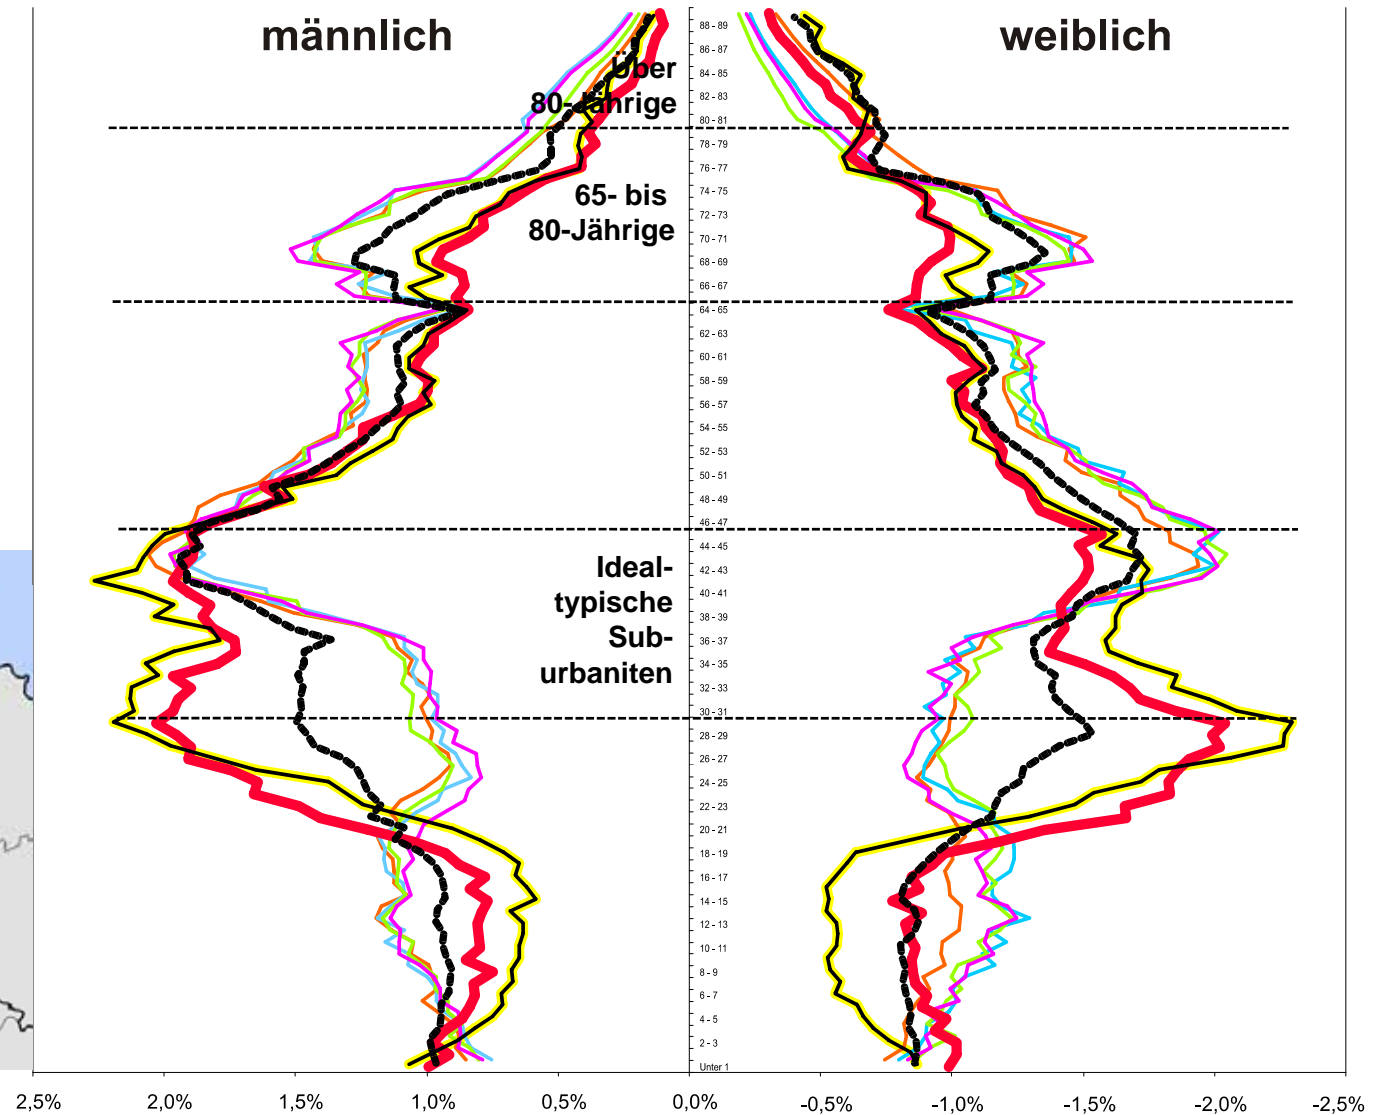 männlich
weiblich
Über
80-Jährige
65- bis
80-Jährige
Ideal-
typische
Sub-
urbaniten
88 - 89
86 - 87
84 - 85
82 - 83
80 - 81
78 - 79
76 - 77
74 - 75
72 - 73
70 - 71
68 - 69
66 - 67
64 - 65
62 - 63
60 - 61
58 - 59
56 - 57
54 - 55
52 - 53
50 - 51
48 - 49
46 - 47
44 - 45
42 - 43
40 - 41
38 - 39
36 - 37
34 - 35
32 - 33
30 - 31
28 - 29
26 - 27
24 - 25
22 - 23
20 - 21
18 - 19
16 - 17
14 - 15
12 - 13
10 - 11
8 - 9
6 - 7
4 - 5
2 - 3
Unter 1
2,5% 2,0% 1,5% 1,0% 0,5% 0,0% -0,5% -1,0% -1,5% -2,0% -2,5%